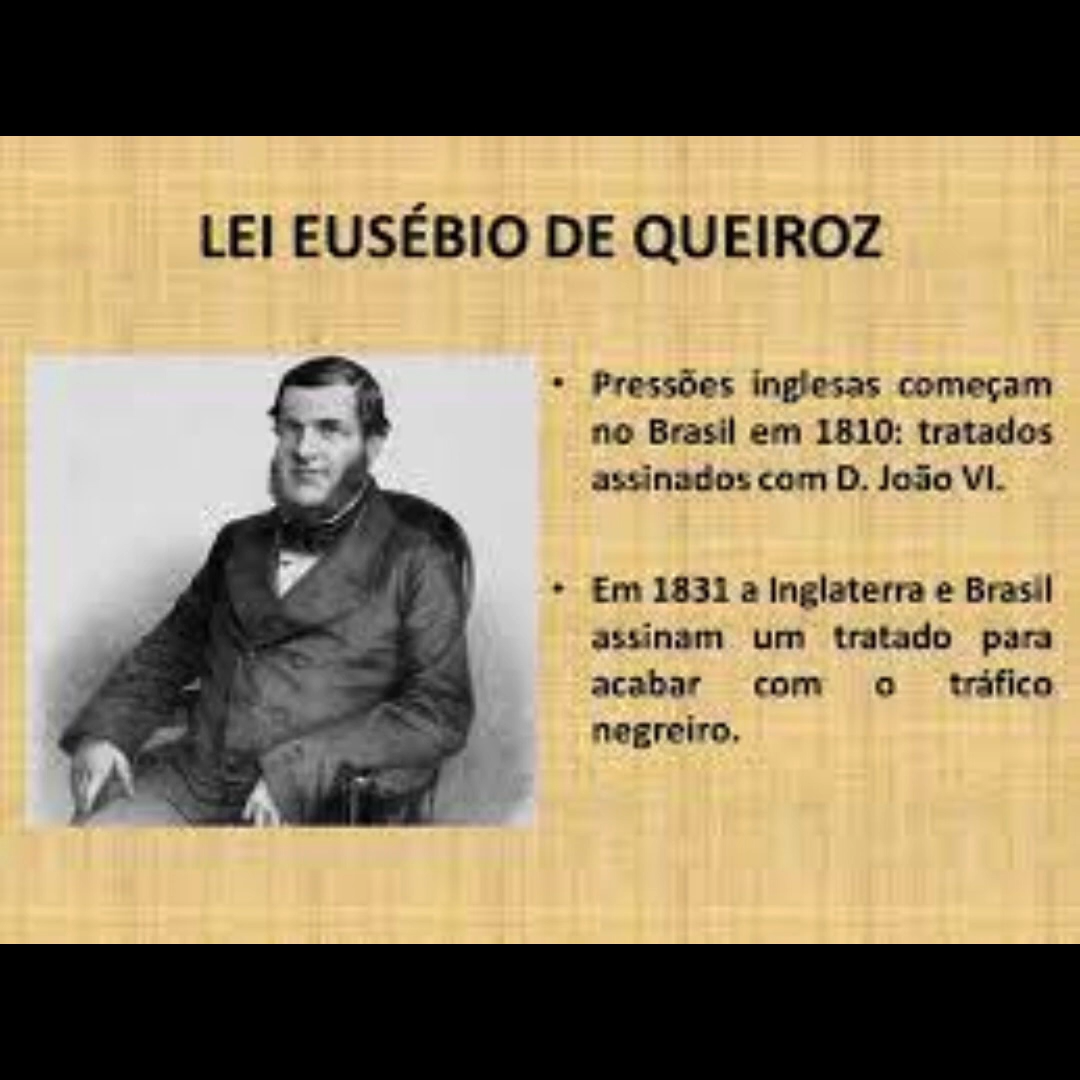 LEI EUSÉBIO DE QUEIROZ
• Pressões inglesas começam
no Brasil em 1810: tratados
assinados com D. João VI.
• Em 1831 a Inglaterra e Brasil
assinam um tratado para
acabar com o tráfico
negreiro.